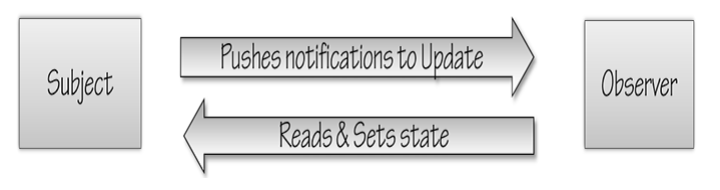 Subject
Pushes notifications to Update
Observer
Reads & Sets state